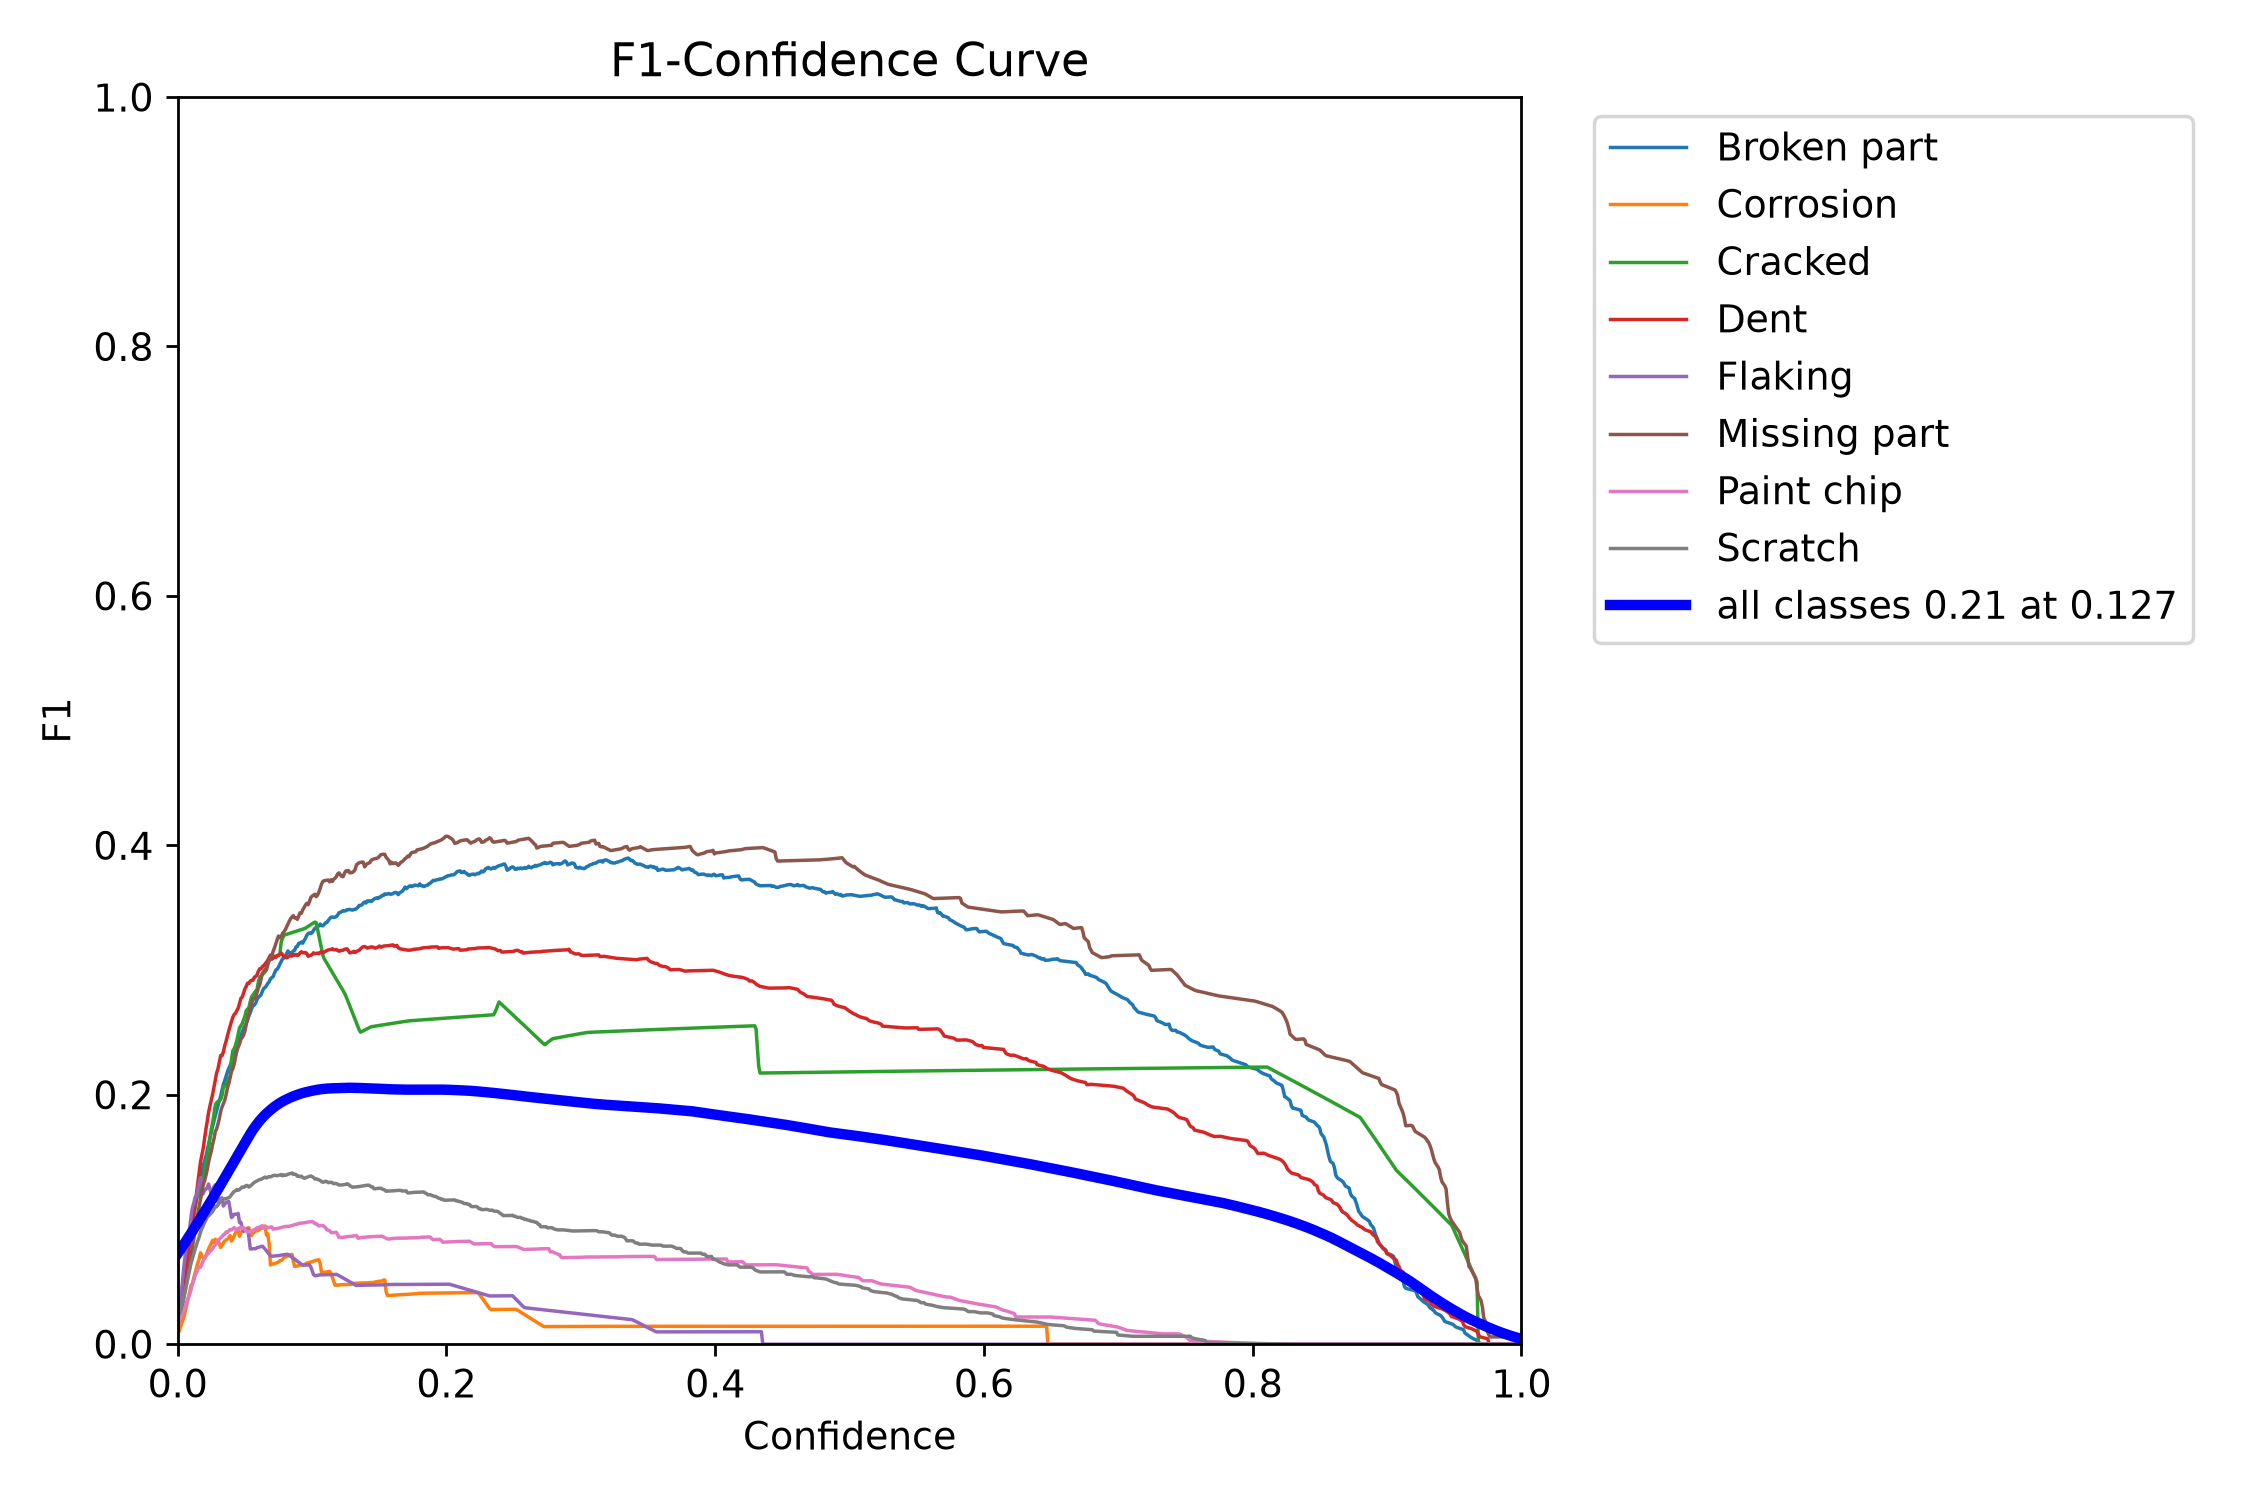 F1-Confidence Curve
1.0
0.8
0.6
0.4
0.2
0.0
F1
0.0 0.2 0.4 0.6 0.8 1.0
Confidence
Broken part
Corrosion
Cracked
Dent
Flaking
Missing part
Paint chip
Scratch
all classes 0.21 at 0.127